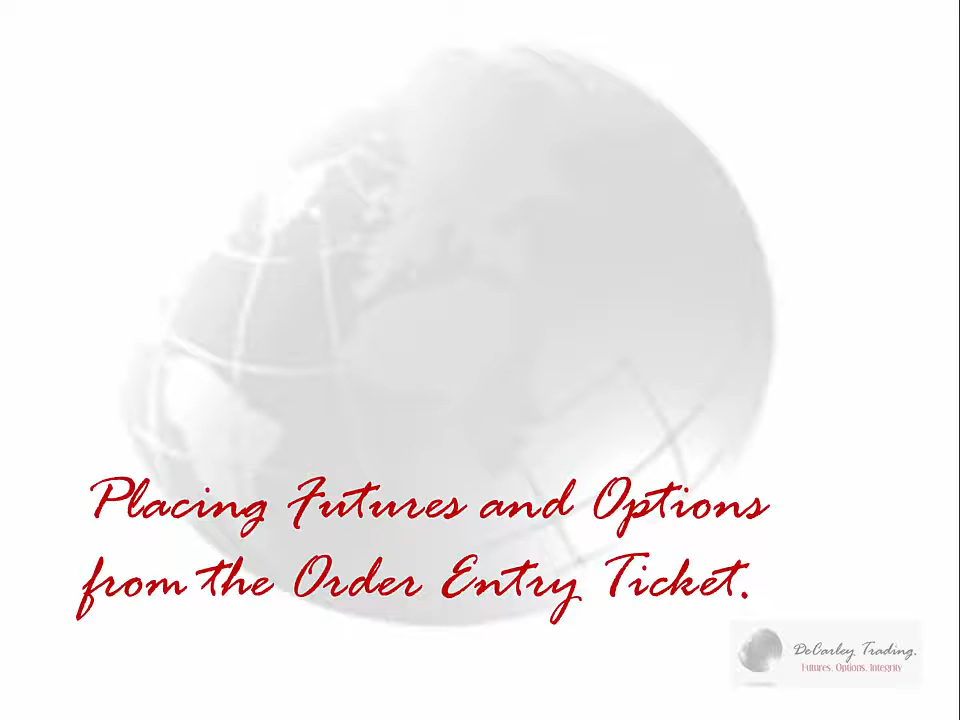 Placing Futures and Options
from the Order Entry Ticket.
DeCarley Trading.
Futures. Options. Integrity